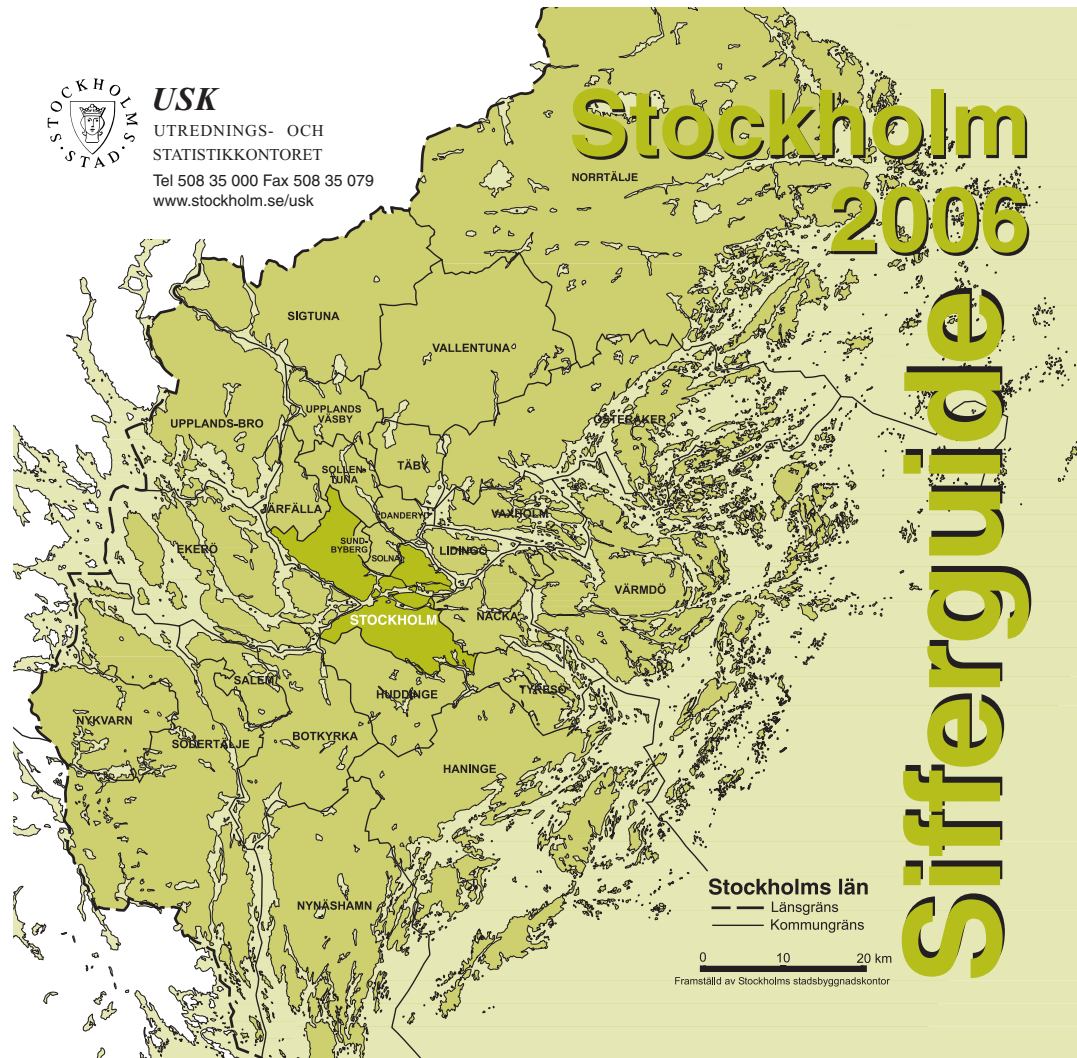 STOCKHOLMS
STAD
USK
UTREDNINGS- OCH
STATISTIKKONTORET
Tel 508 35 000 Fax 508 35 079
www.stockholm.se/usk
Stockholm
2006
Sifferguide
NORRTÄLJE
SIGTUNA
VALLENTUNA
UPPLANDS-BRO
UPPLANDS
VÄSBY
ÖSTERÅKER
TÄBY
SOLLEN-
TUNA
JÄRFÄLLA
DANDERYD
VAXHOLM
EKERÖ
SUND-
BYBERG
SOLNA
LIDINGÖ
VÄRMDÖ
NACKA
STOCKHOLM
SALEM
HUDDINGE
TYRESÖ
NYKVARN
SÖDERTÄLJE
BOTKYRKA
HANINGE
NYNÄSHAMN
Stockholms län
Länsgräns
Kommungräns
0 10 20 km
Framställd av Stockholms stadsbyggnadskontor